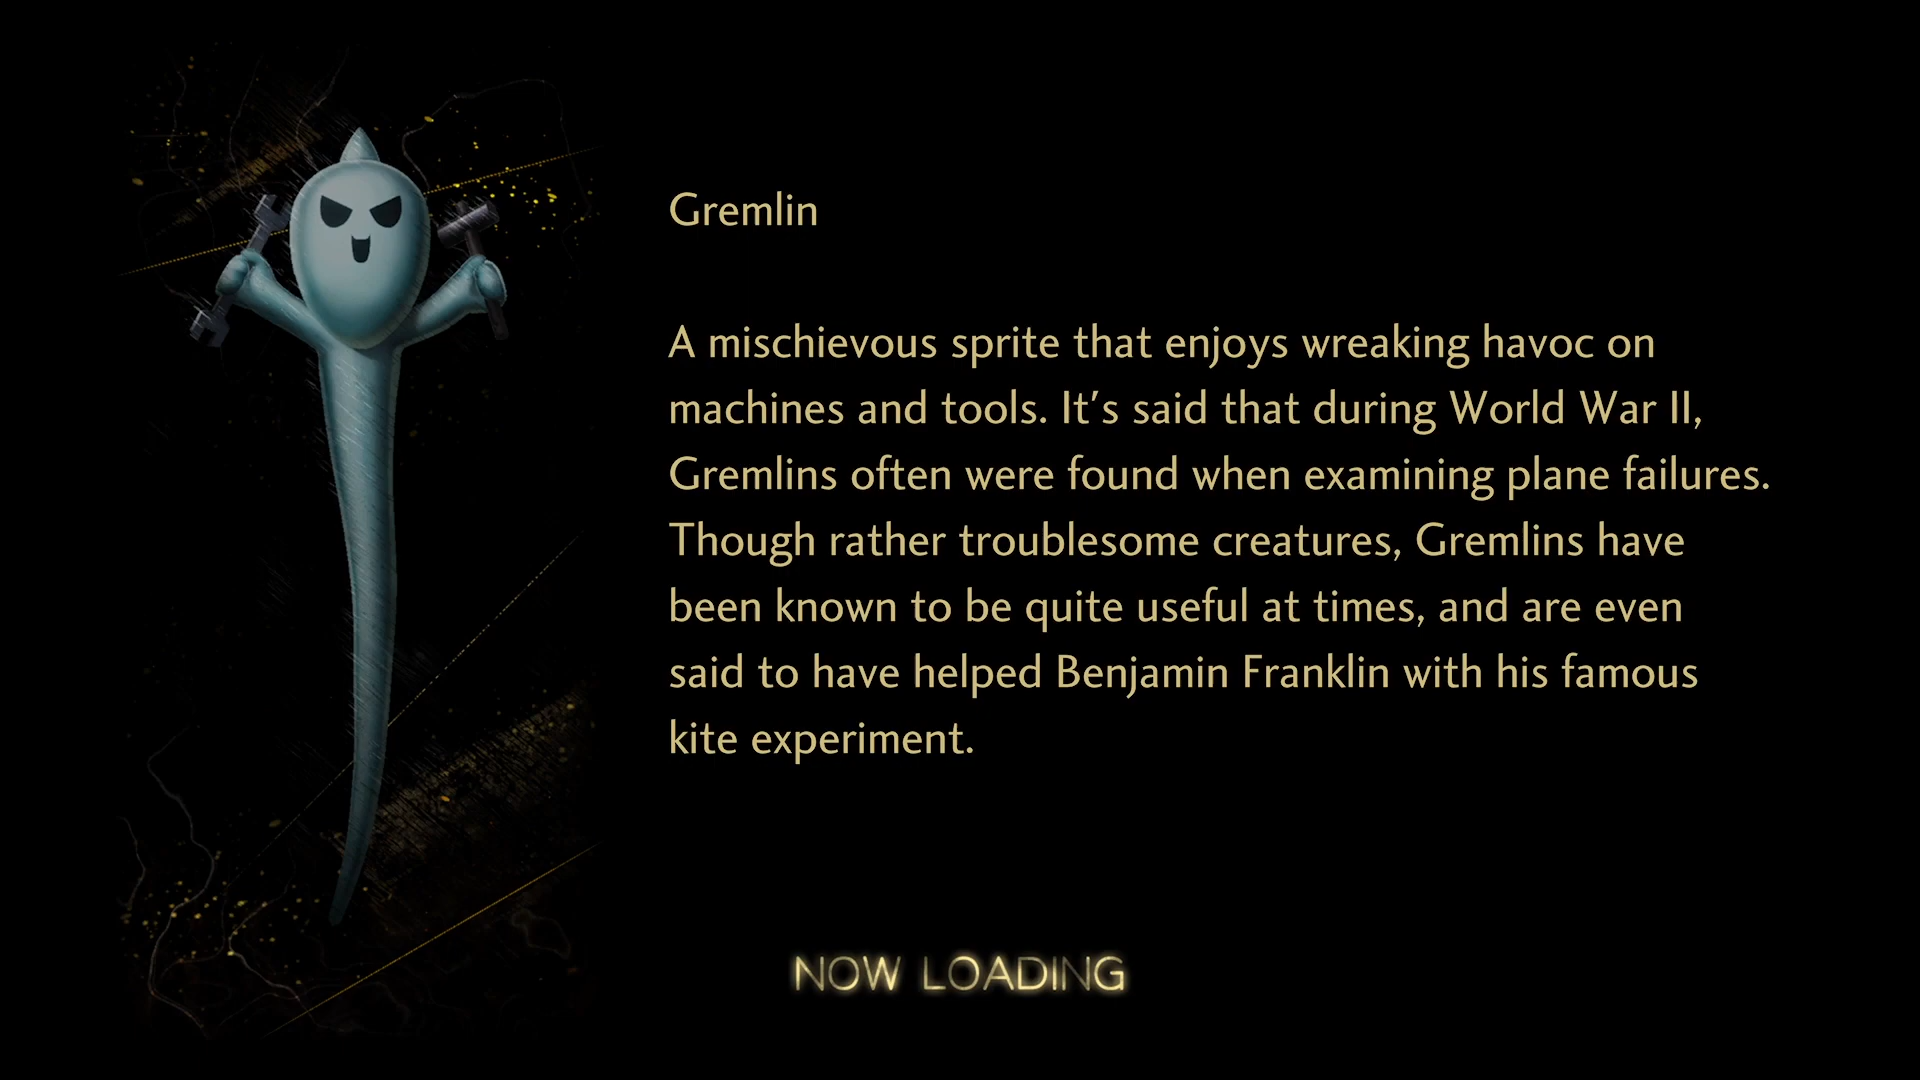 Gremlin
A mischievous sprite that enjoys wreaking havoc on
machines and tools. It's said that during World War II,
Gremlins often were found when examining plane failures.
Though rather troublesome creatures, Gremlins have
been known to be quite useful at times, and are even
said to have helped Benjamin Franklin with his famous
kite experiment.
NOW LOADING